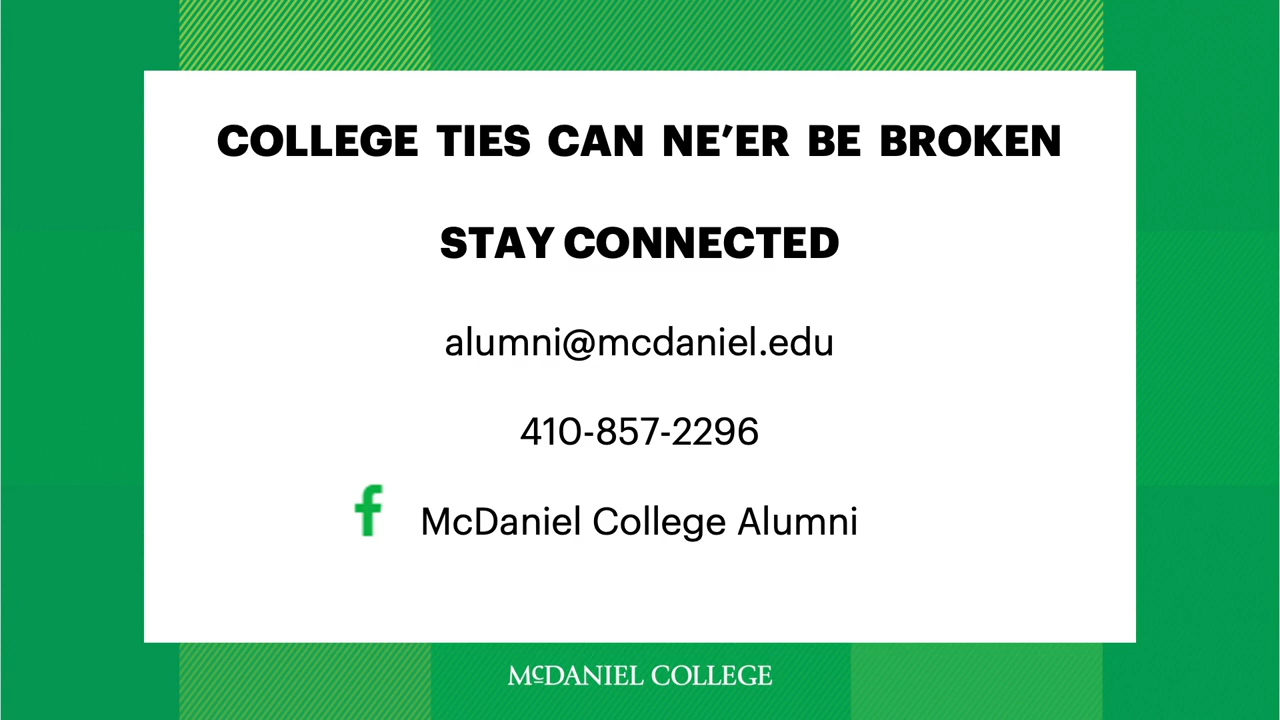 COLLEGE TIES CAN NE’ER BE BROKEN
STAY CONNECTED
alumni@mcdaniel.edu
410-857-2296
f McDaniel College Alumni
McDANIEL COLLEGE